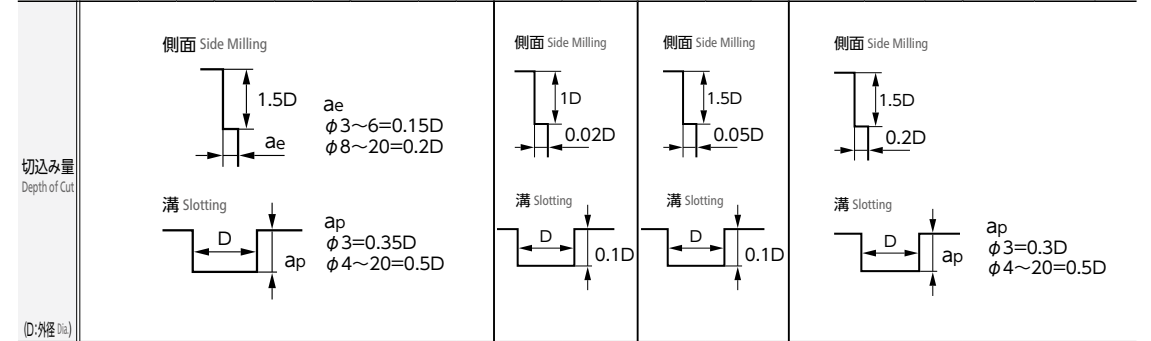 切込み量
Depth of Cut
(D:外径 Dia.)
側面 Side Milling
1.5D
ae
ae
φ3～6=0.15D
φ8～20=0.2D
溝 Slotting
D
ap
ap
φ3=0.35D
φ4～20=0.5D
側面 Side Milling
1D
0.02D
溝 Slotting
D
0.1D
側面 Side Milling
1.5D
0.05D
溝 Slotting
D
0.1D
側面 Side Milling
1.5D
0.2D
溝 Slotting
D
ap
ap
φ3=0.3D
φ4～20=0.5D